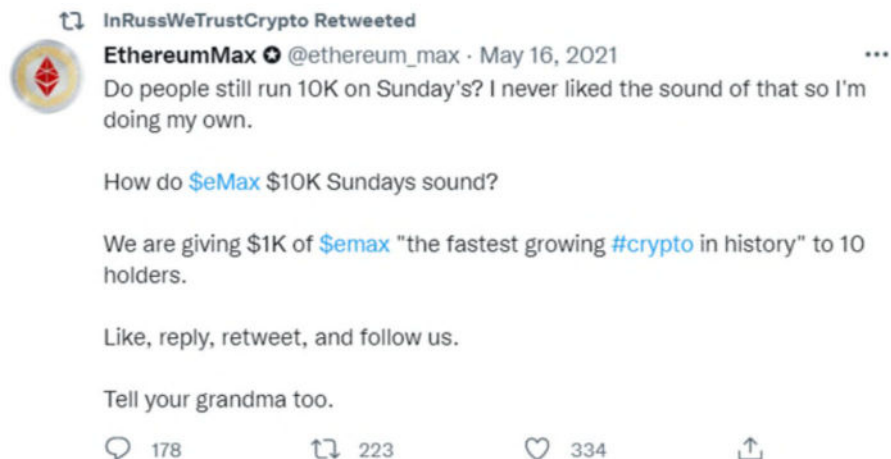 InRussWeTrustCrypto Retweeted
EthereumMax @ethereum_max · May 16, 2021
Do people still run 10K on Sunday's? I never liked the sound of that so I'm
doing my own.
How do $eMax $10K Sundays sound?
We are giving $1K of $emax "the fastest growing #crypto in history" to 10
holders.
Like, reply, retweet, and follow us.
Tell your grandma too.
178 223 334